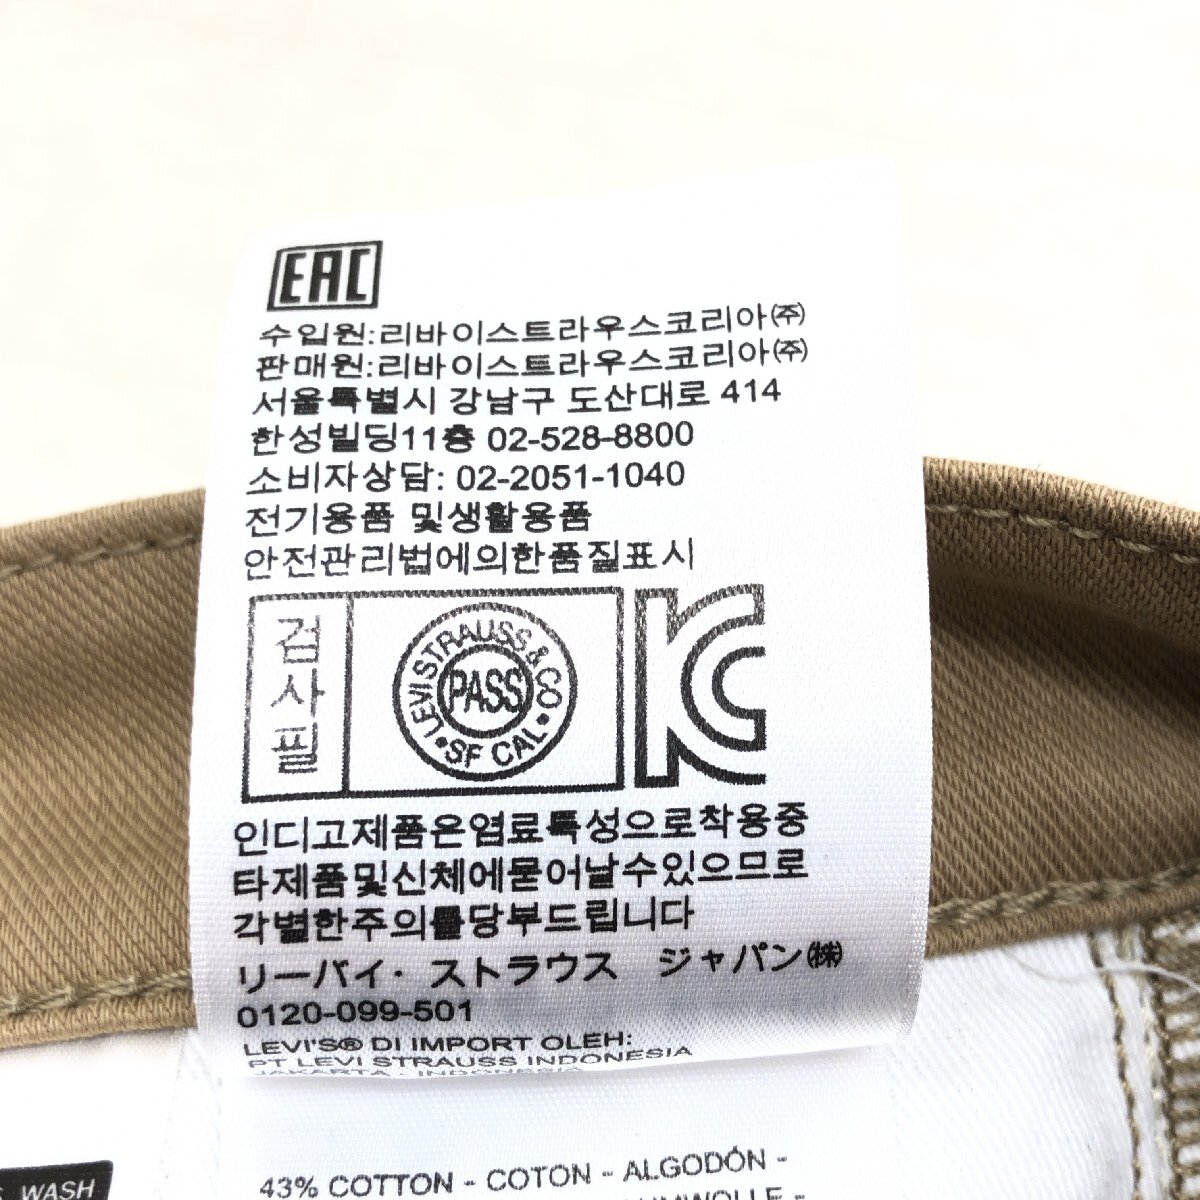 EAC
수입원:리바이스트라우스코리아㈜
판매원:리바이스트라우스코리아㈜
서울특별시 강남구 도산대로 414
한성빌딩11층 02-528-8800
소비자상담: 02-2051-1040
전기용품 및생활용품
안전관리법에의한품질표시
검사필
LEVI STRAUSS & CO • SF CAL •
PASS
인디고제품은염료특성으로착용중
타제품및신체에묻어날수있으므로
각별한주의를당부드립니다
リーバイ・ストラウス ジャパン㈱
0120-099-501
LEVI'S® DI IMPORT OLEH:
PT LEVI STRAUSS INDONESIA
JAKARTA - INDONESIA
43% COTTON - COTON - ALGODÓN -
WASH